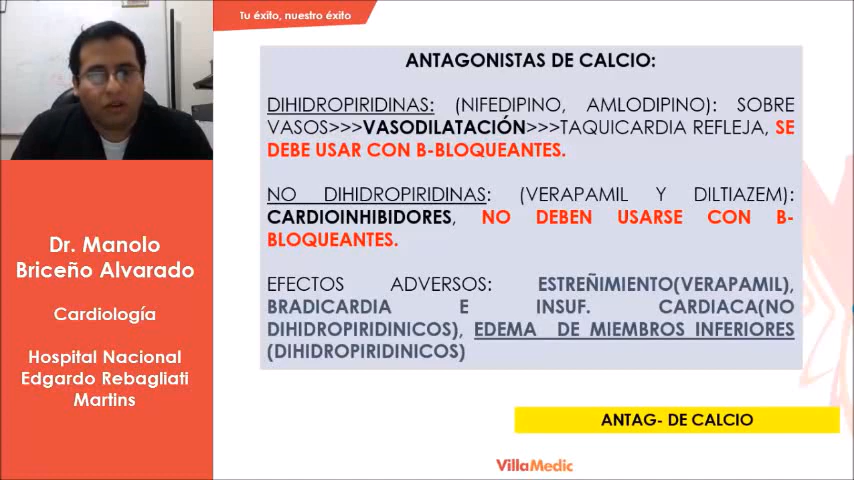 Tu éxito, nuestro éxito
ANTAGONISTAS DE CALCIO:
DIHIDROPIRIDINAS: (NIFEDIPINO, AMLODIPINO): SOBRE
VASOS>>>VASODILATACIÓN>>>TAQUICARDIA REFLEJA, SE
DEBE USAR CON B-BLOQUEANTES.
NO DIHIDROPIRIDINAS: (VERAPAMIL Y DILTIAZEM):
CARDIOINHIBIDORES, NO DEBEN USARSE CON B-
BLOQUEANTES.
EFECTOS ADVERSOS: ESTREÑIMIENTO(VERAPAMIL),
BRADICARDIA E INSUF. CARDIACA(NO
DIHIDROPIRIDINICOS), EDEMA DE MIEMBROS INFERIORES
(DIHIDROPIRIDINICOS)
Dr. Manolo
Briceño Alvarado
Cardiología
Hospital Nacional
Edgardo Rebagliati
Martins
ANTAG- DE CALCIO
VillaMedic